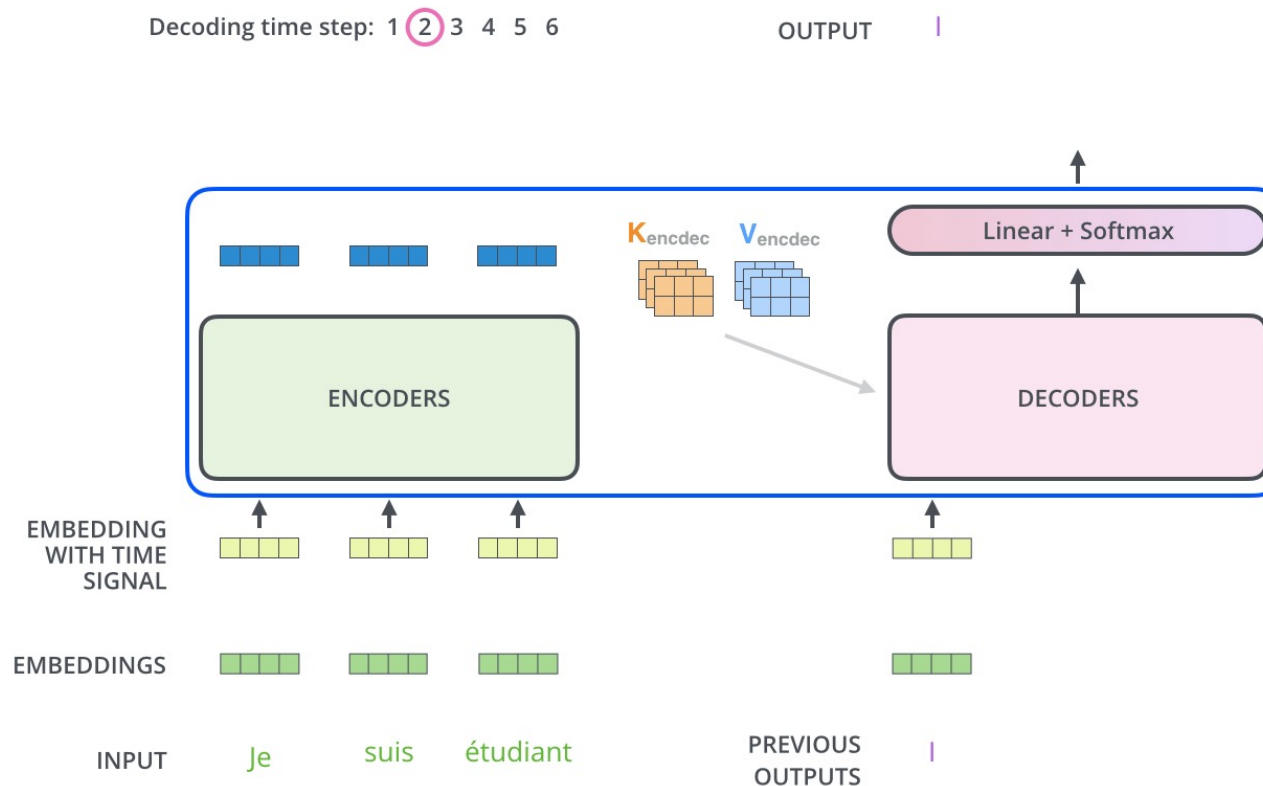 Decoding time step: 1 2 3 4 5 6
OUTPUT I
Kencdec Vencdec
Linear + Softmax
ENCODERS
DECODERS
EMBEDDING
WITH TIME
SIGNAL
EMBEDDINGS
INPUT Je suis étudiant
PREVIOUS
OUTPUTS
I